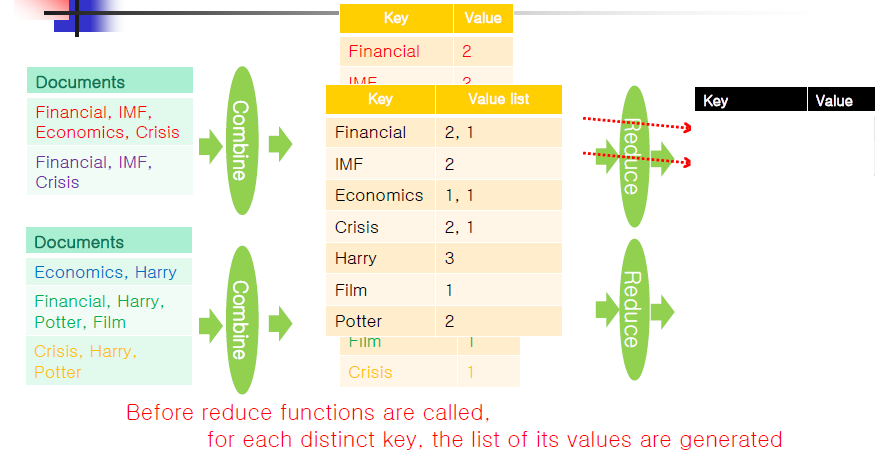 Key Value
Financial 2
IMF 2
Documents
Financial, IMF,
Economics, Crisis
Financial, IMF,
Crisis
Combine
Documents
Economics, Harry
Financial, Harry,
Potter, Film
Crisis, Harry,
Potter
Combine
Key Value list
Financial 2, 1
IMF 2
Economics 1, 1
Crisis 2, 1
Harry 3
Film 1
Potter 2
Film 1
Crisis 1
Reduce
Reduce
Key Value
Before reduce functions are called,
for each distinct key, the list of its values are generated